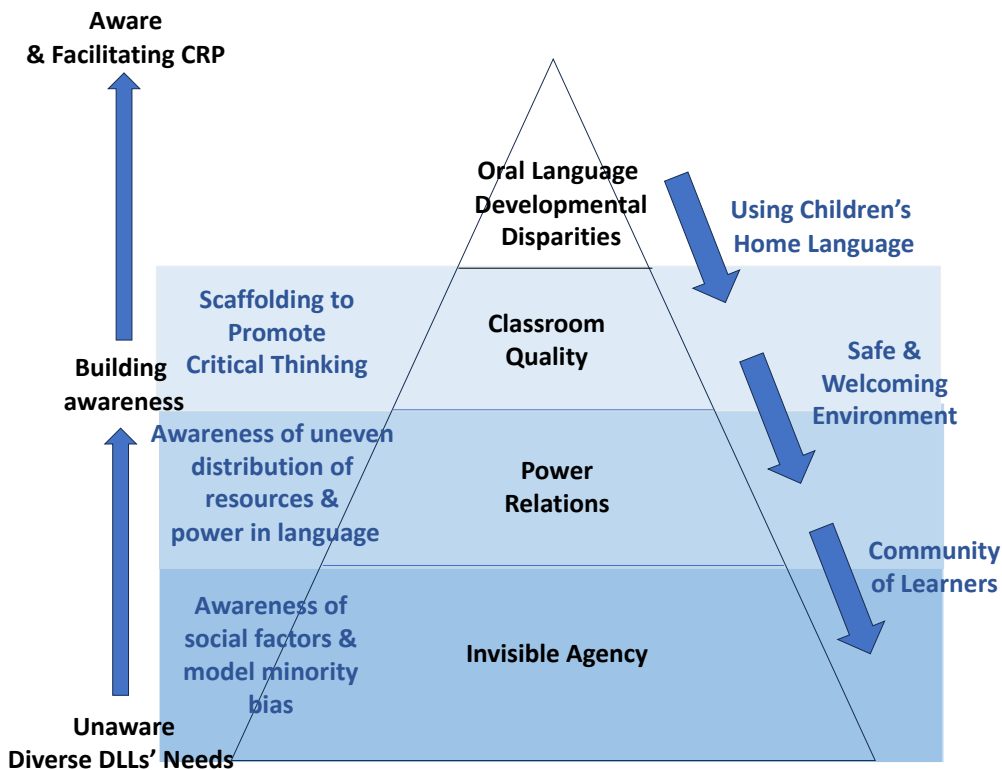 Aware
& Facilitating CRP
Oral Language
Developmental
Disparities
Using Children’s
Home Language
Scaffolding to
Promote
Critical Thinking
Classroom
Quality
Building
awareness
Safe &
Welcoming
Environment
Awareness of uneven
distribution of
resources &
power in language
Power
Relations
Community
of Learners
Awareness of
social factors &
model minority
bias
Invisible Agency
Unaware
Diverse DLLs’ Needs